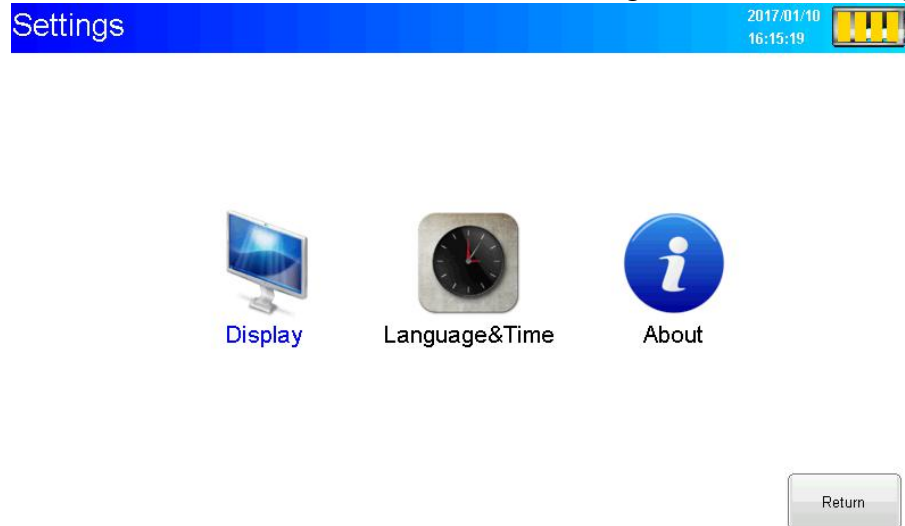 Settings
2017/01/10
16:15:19
Display
Language&Time
About
Return